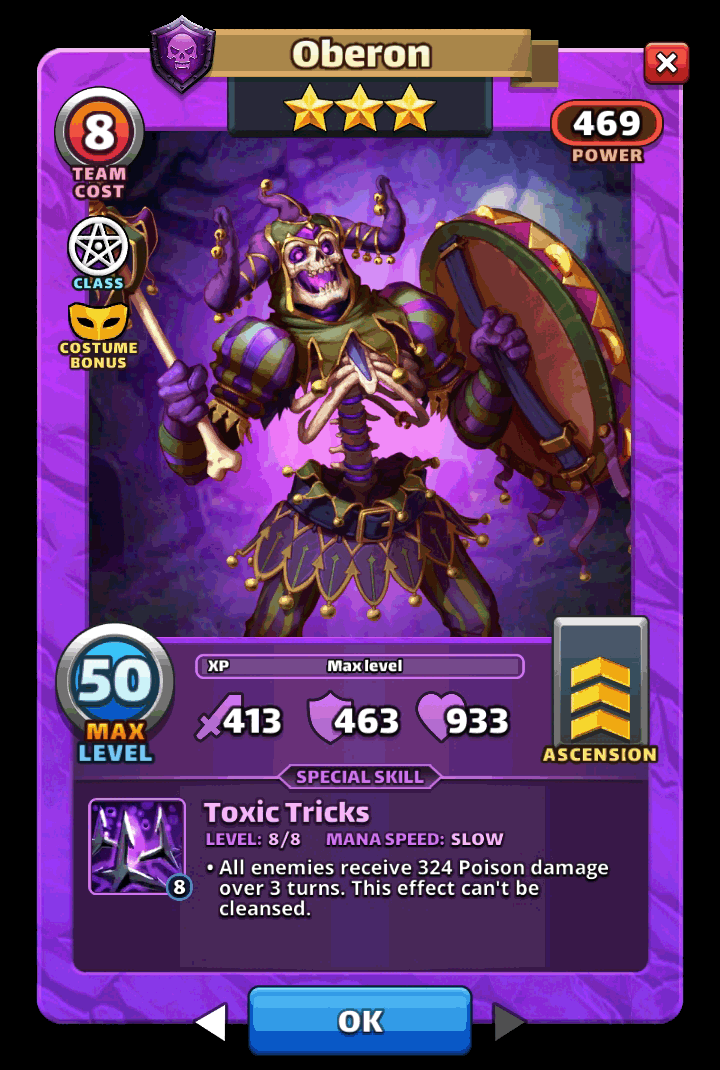 Oberon
8
TEAM
COST
469
POWER
CLASS
COSTUME
BONUS
50
MAX
LEVEL
XP Max level
413 463 933
ASCENSION
SPECIAL SKILL
Toxic Tricks
LEVEL: 8/8 MANA SPEED: SLOW
8
• All enemies receive 324 Poison damage
over 3 turns. This effect can't be
cleansed.
OK